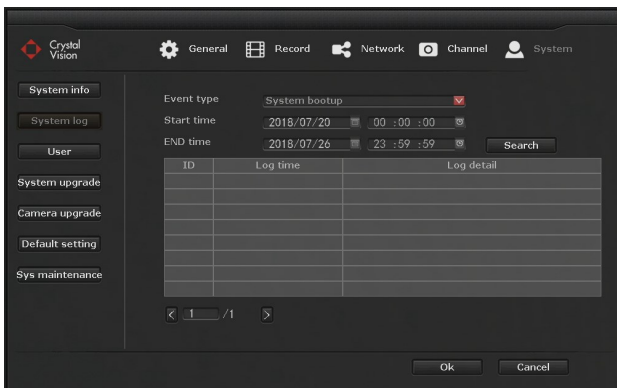 Crystal
Vision
General Record Network Channel System
System info
System log
User
System upgrade
Camera upgrade
Default setting
Sys maintenance
Event type System bootup
Start time 2018/07/20 00 :00 :00
END time 2018/07/26 23 :59 :59 Search
ID Log time Log detail
< 1 /1 >
Ok Cancel